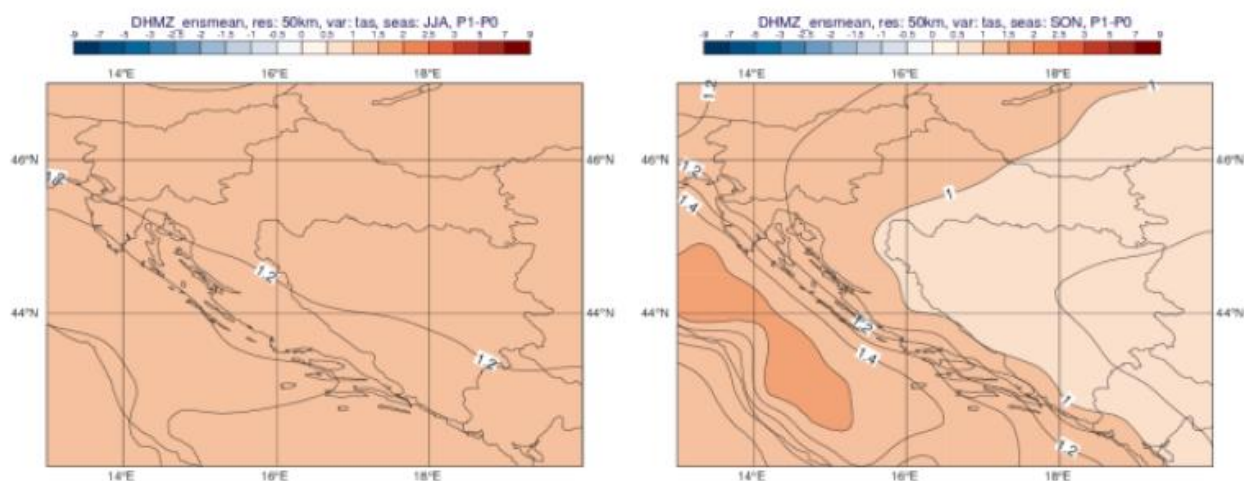 DHMZ_ensmean, res: 50km, var: tas, seas: JJA, P1-P0
-9 -7 -5 -3 -2.5 -2 -1.5 -1 -0.5 0 0.5 1 1.5 2 2.5 3 5 7 9
14°E 16°E 18°E
46°N 46°N
44°N 44°N
1.2
1.2
1.2
14°E 16°E 18°E
DHMZ_ensmean, res: 50km, var: tas, seas: SON, P1-P0
-9 -7 -5 -3 -2.5 -2 -1.5 -1 -0.5 0 0.5 1 1.5 2 2.5 3 5 7 9
14°E 16°E 18°E
1.2
1
46°N 46°N
1.2
1.4
1
44°N 44°N
1.2
1.4
1
1.2
14°E 16°E 18°E